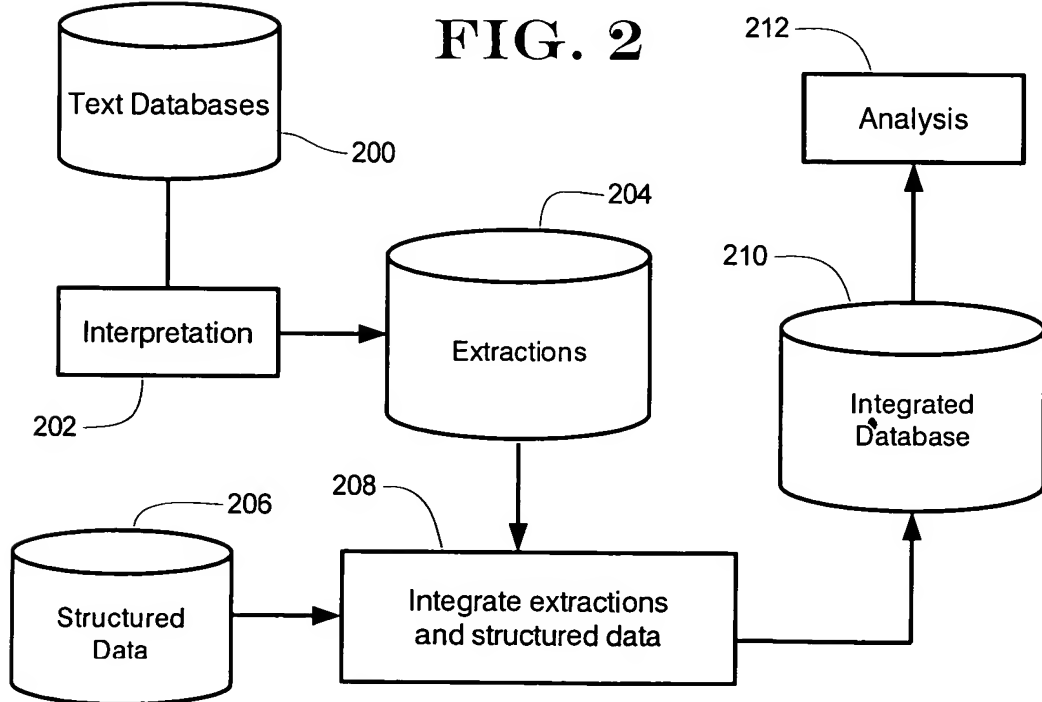 FIG. 2
Text Databases
200
212
Analysis
204
Extractions
Interpretation
202
210
Integrated
Database
206
Structured
Data
208
Integrate extractions
and structured data